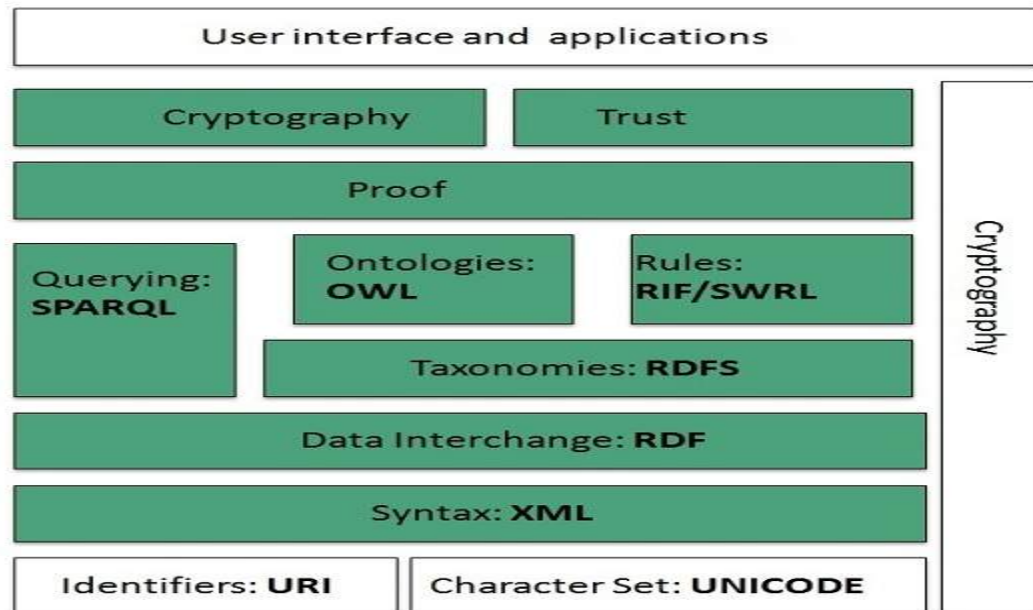 User interface and applications
Cryptography
Trust
Proof
Querying:
SPARQL
Ontologies:
OWL
Rules:
RIF/SWRL
Taxonomies: RDFS
Data Interchange: RDF
Syntax: XML
Identifiers: URI
Character Set: UNICODE
Cryptography